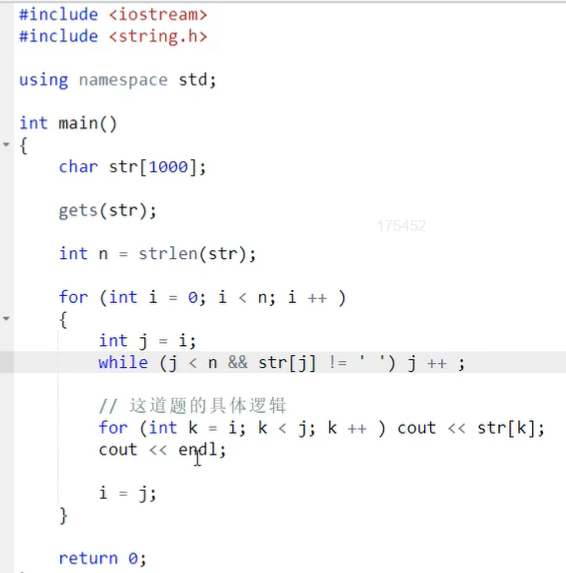 #include <iostream>
#include <string.h>
using namespace std;
int main()
{
char str[1000];
gets(str);
175452
int n = strlen(str);
for (int i = 0; i < n; i ++ )
{
int j = i;
while (j < n && str[j] != ' ') j ++ ;
// 这道题的具体逻辑
for (int k = i; k < j; k ++ ) cout << str[k];
cout << endl;
i = j;
}
return 0;